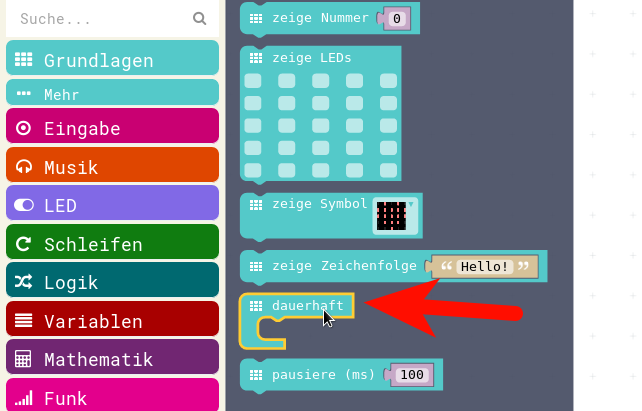 Suche...
Grundlagen
Mehr
Eingabe
Musik
LED
Schleifen
Logik
Variablen
Mathematik
Funk
zeige Nummer 0
zeige LEDs
zeige Symbol
zeige Zeichenfolge “ Hello! ”
dauerhaft
pausiere (ms) 100